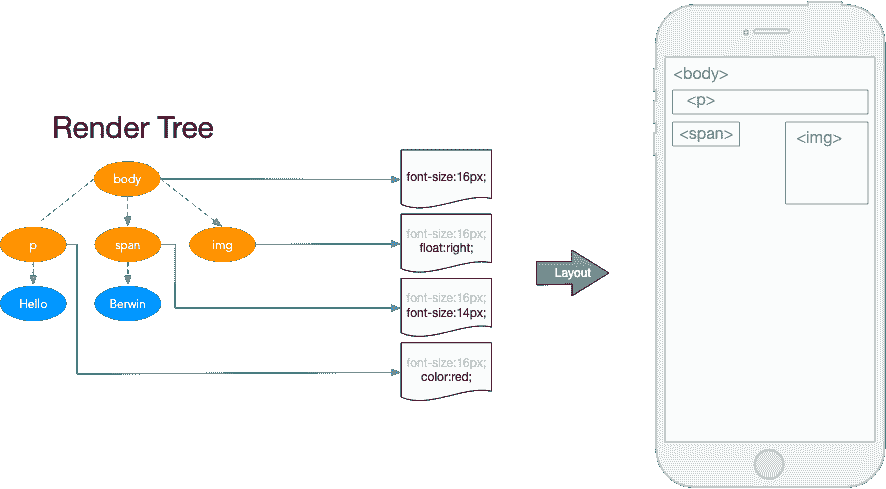 Render Tree
body
p
span
img
Hello
Berwin
font-size:16px;
font-size:16px;
float:right;
font-size:16px;
font-size:14px;
font-size:16px;
color:red;
Layout
<body>
<p>
<span>
<img>